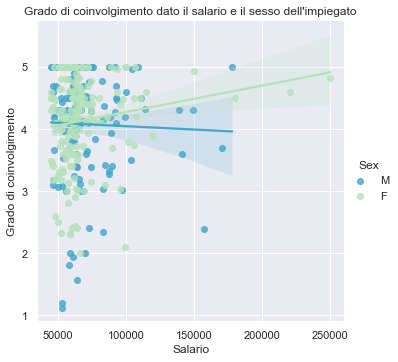 Grado di coinvolgimento dato il salario e il sesso dell'impiegato
Grado di coinvolgimento
5
4
3
2
1
50000 100000 150000 200000 250000
Salario
Sex
M
F